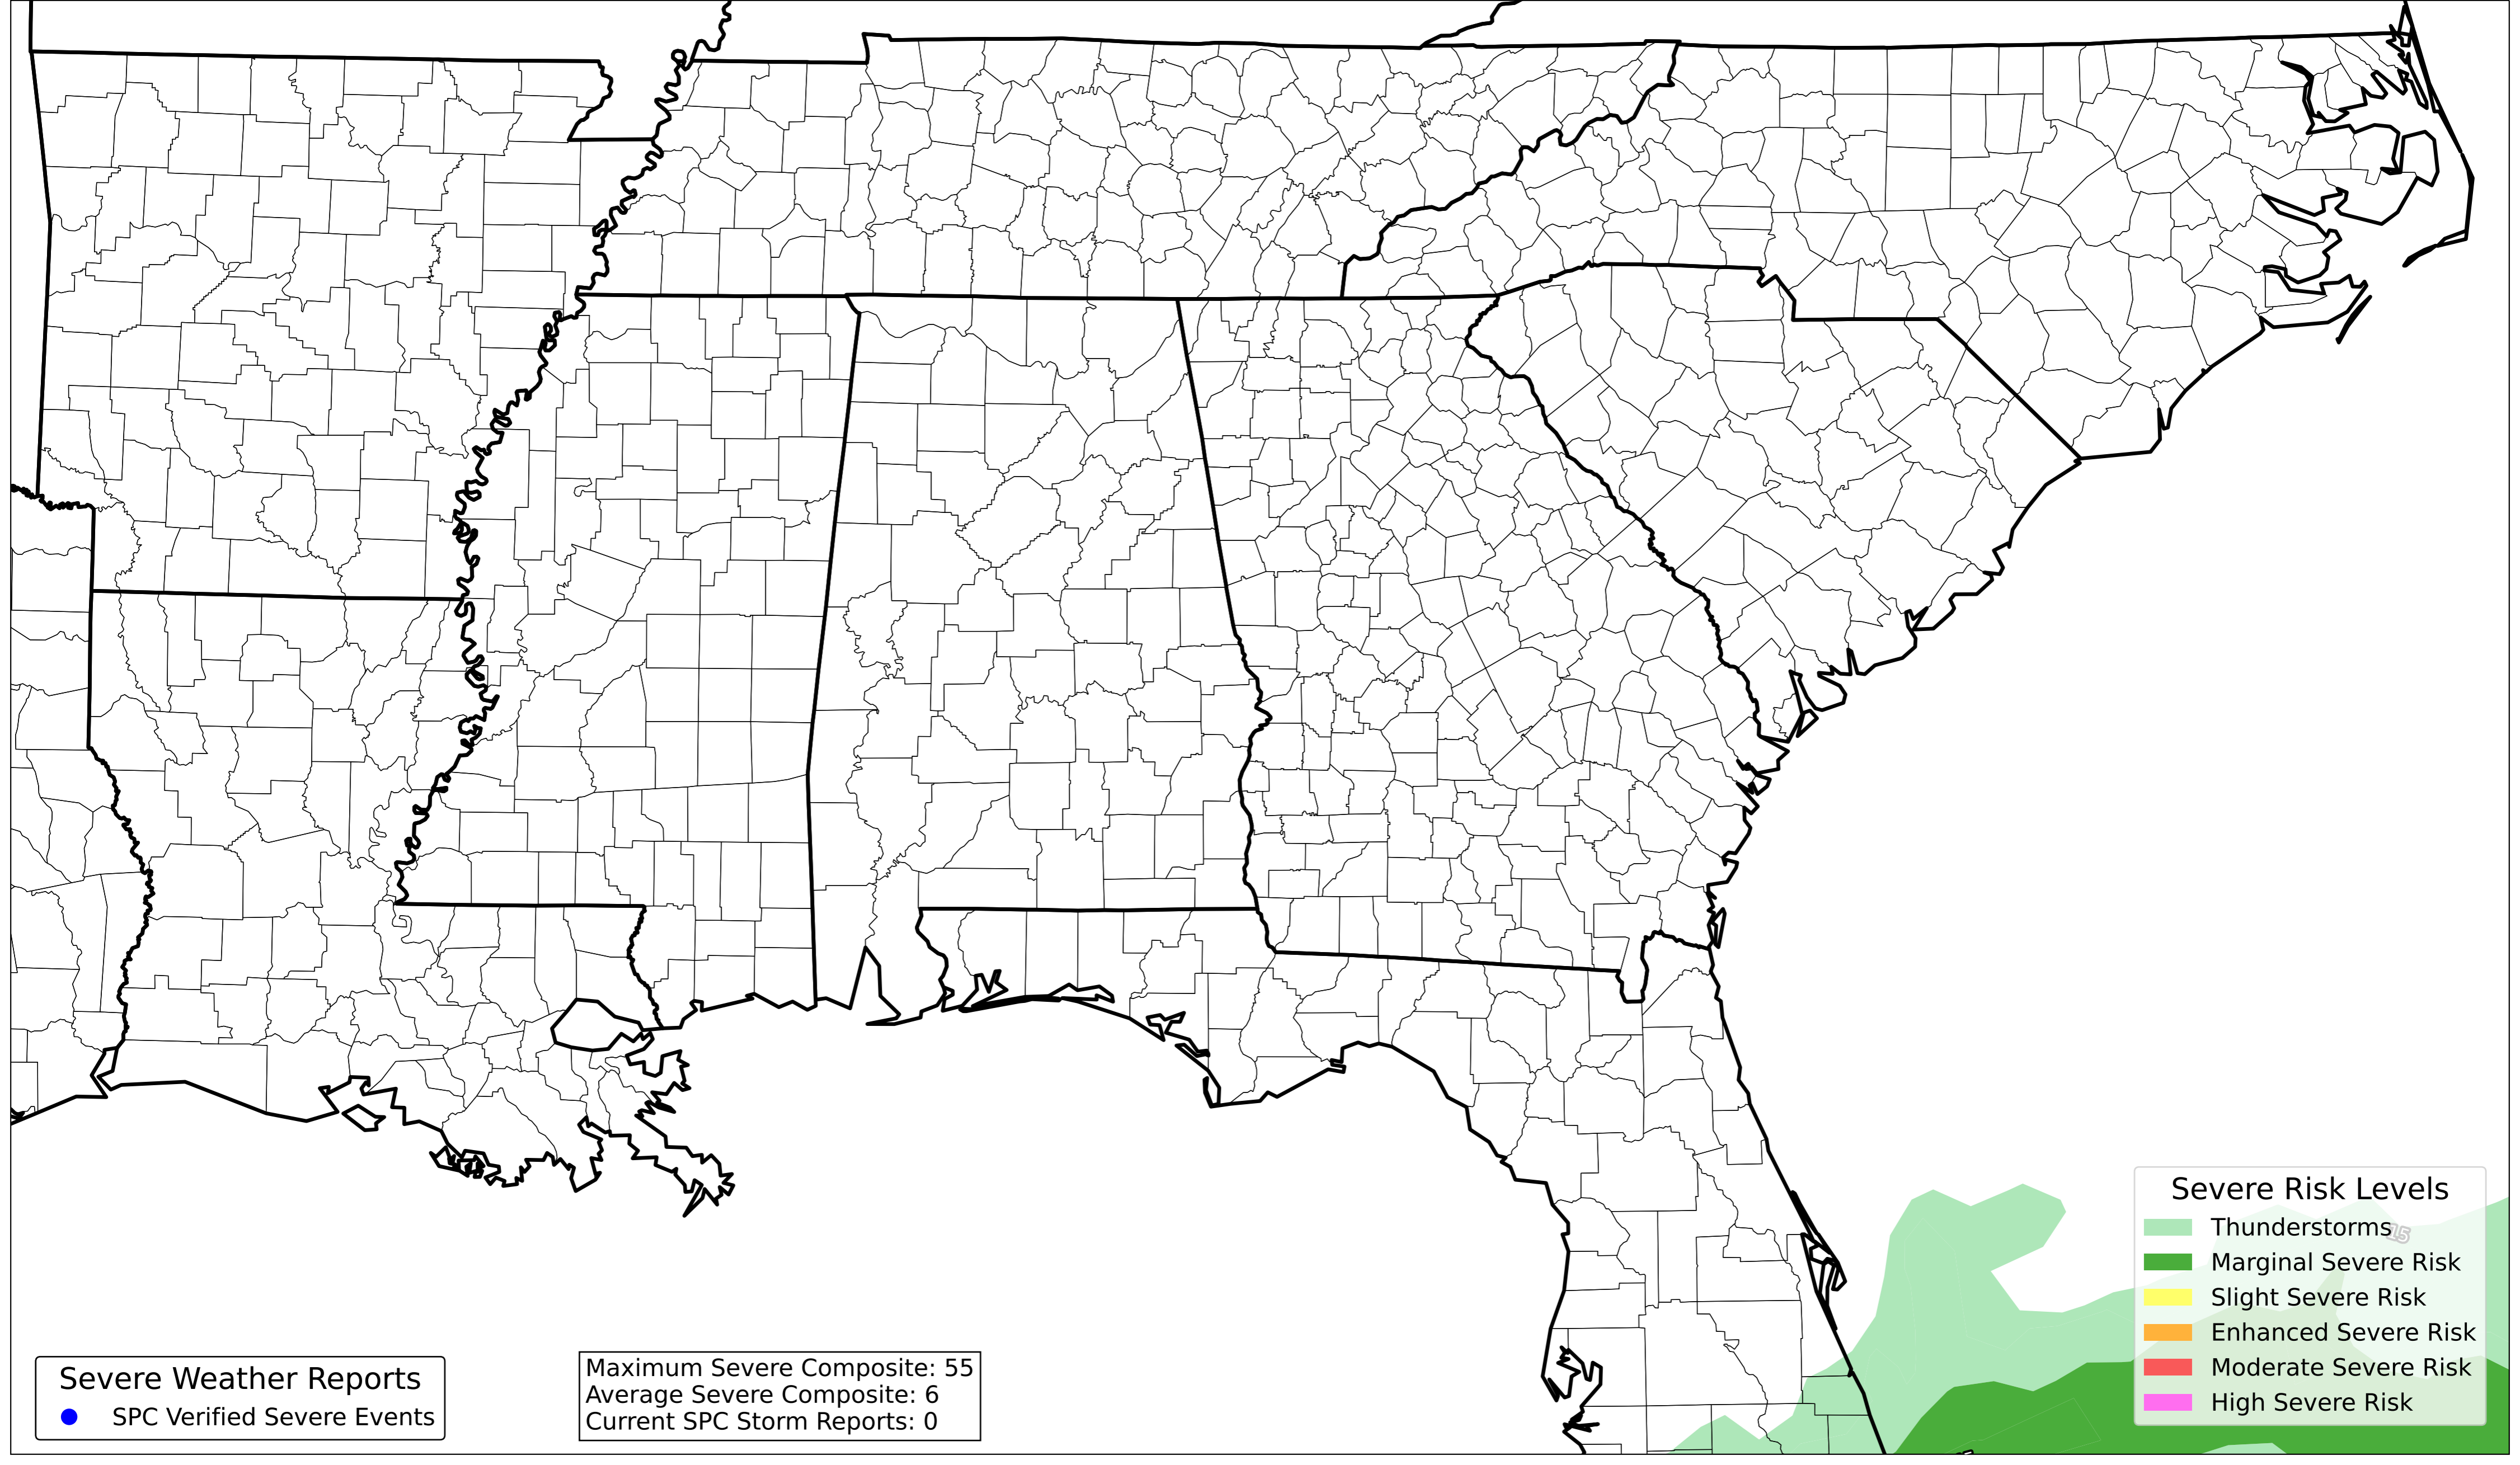 Severe Risk Levels
Thunderstorms
15
Marginal Severe Risk
Slight Severe Risk
Enhanced Severe Risk
Moderate Severe Risk
High Severe Risk
Severe Weather Reports
SPC Verified Severe Events
Maximum Severe Composite: 55
Average Severe Composite: 6
Current SPC Storm Reports: 0